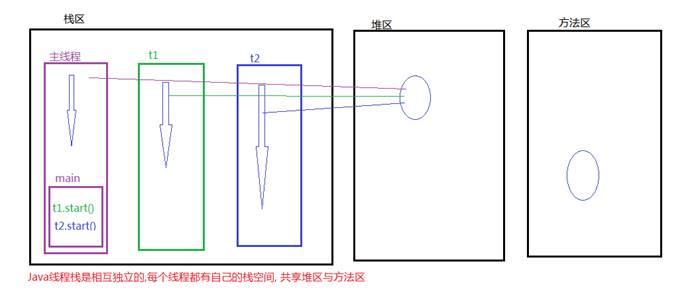 栈区
堆区
方法区
主线程
t1
t2
main
t1.start()
t2.start()
Java线程栈是相互独立的,每个线程都有自己的栈空间, 共享堆区与方法区